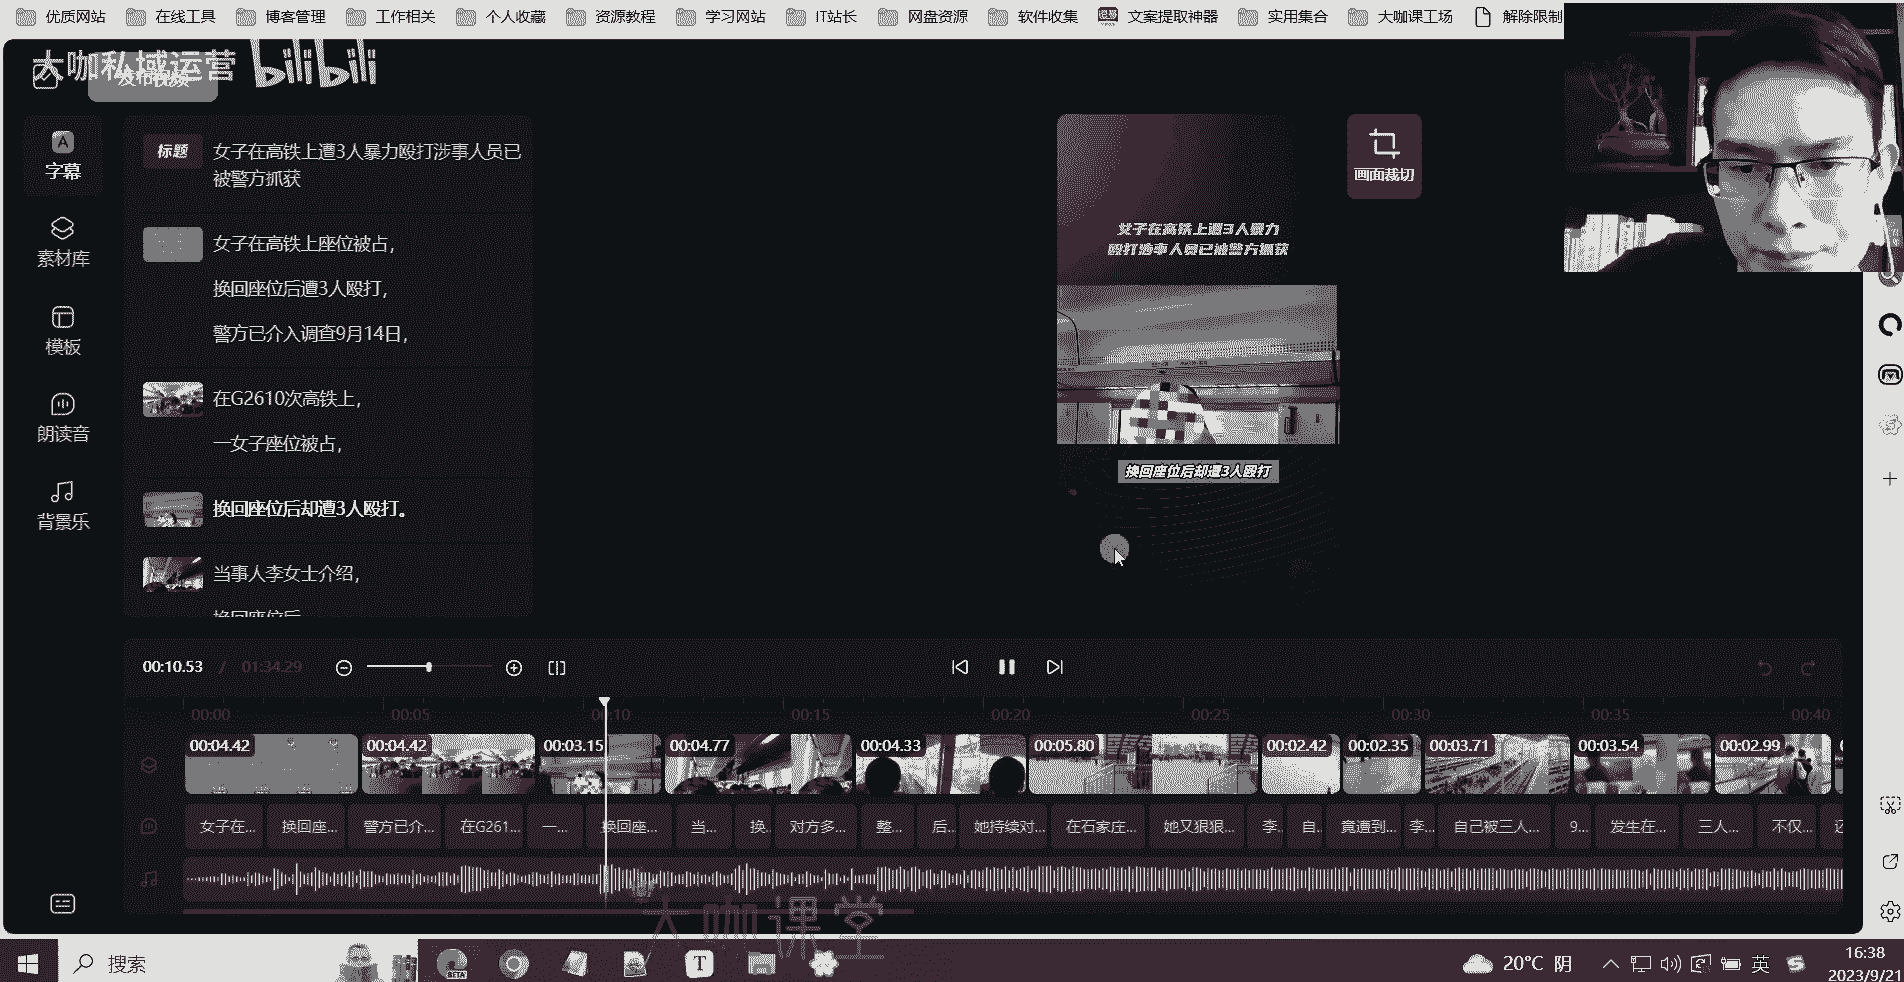 优质网站
在线工具
博客管理
工作相关
个人收藏
资源教程
学习网站
IT站长
网盘资源
软件收集
文案提取神器
实用集合
大咖课工场
解除限制
大咖私域运营
bilibili
发布视频
字幕
素材库
模板
朗读音
背景乐
标题
女子在高铁上遭3人暴力殴打涉事人员已
被警方抓获
女子在高铁上座位被占，
换回座位后遭3人殴打，
警方已介入调查9月14日，
在G2610次高铁上，
一女子座位被占，
换回座位后却遭3人殴打。
当事人李女士介绍，
换回座位后
女子在高铁上遭3人暴力
殴打涉事人员已被警方抓获
换回座位后却遭3人殴打
画面裁切
00:10.53 / 01:34.29
00:00 00:05 00:10 00:15 00:20 00:25 00:30 00:35 00:40
00:04.42 00:04.42 00:03.15 00:04.77 00:04.33 00:05.80 00:02.42 00:02.35 00:03.71 00:03.54 00:02.99
女子在... 换回座... 警方已介... 在G261... 一... 换回座... 当... 换. 对方多... 整... 后. 她持续对... 在石家庄... 她又狠狠... 李. 自. 竟遭到... 李... 自己被三人... 9... 发生在... 三人... 不仅... 还
大咖课堂
搜索
BETA
T
20°C 阴
英
16:38
2023/9/21